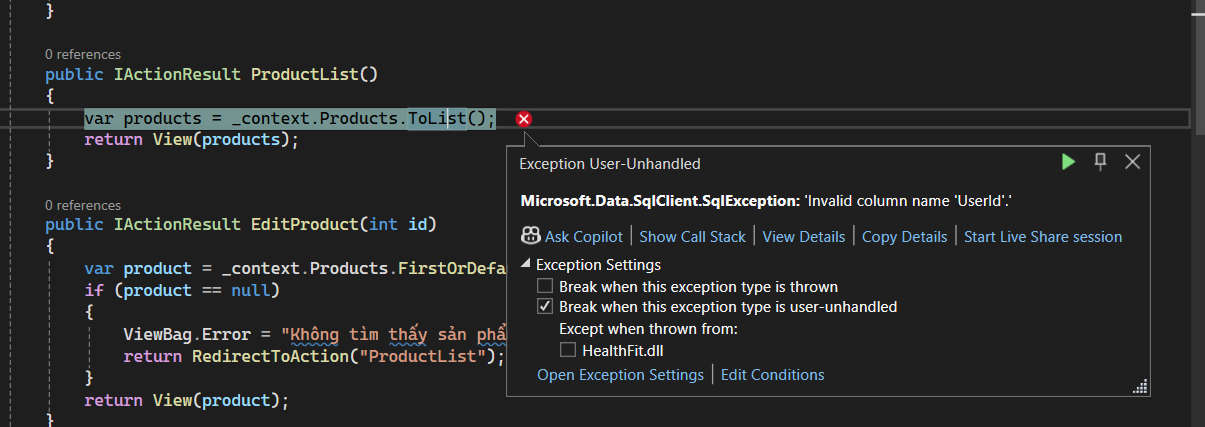 }
0 references
public IActionResult ProductList()
{
var products = _context.Products.ToList();
return View(products);
}
Exception User-Unhandled
Microsoft.Data.SqlClient.SqlException: 'Invalid column name 'UserId'.'
Ask Copilot | Show Call Stack | View Details | Copy Details | Start Live Share session
Exception Settings
Break when this exception type is thrown
Break when this exception type is user-unhandled
Except when thrown from:
HealthFit.dll
Open Exception Settings | Edit Conditions
0 references
public IActionResult EditProduct(int id)
{
var product = _context.Products.FirstOrDefa
if (product == null)
{
ViewBag.Error = "Không tìm thấy sản phẩ
return RedirectToAction("ProductList");
}
return View(product);
}